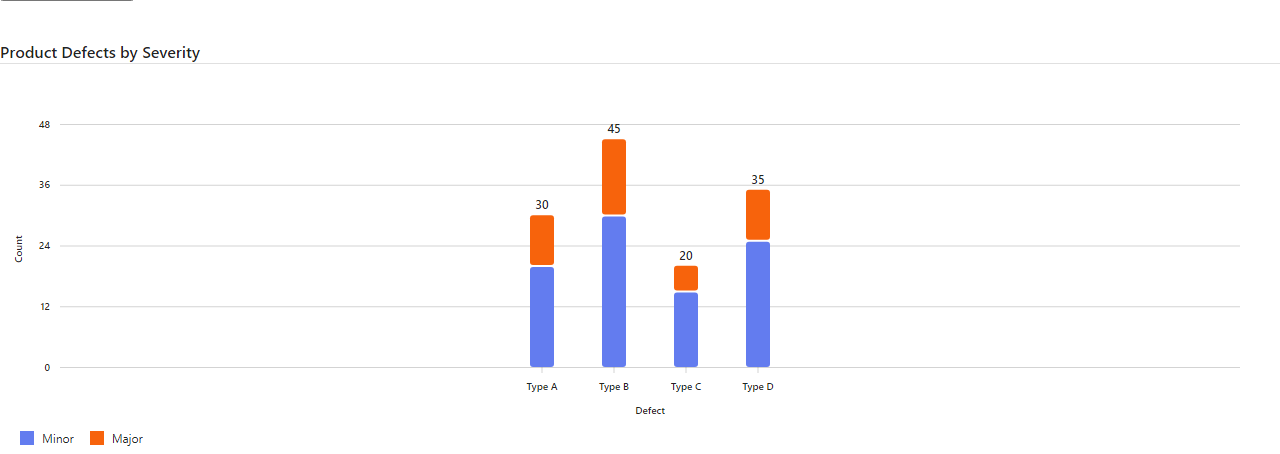 Product Defects by Severity
48
36
24
12
0
Count
45
35
30
20
Type A Type B Type C Type D
Defect
Minor Major